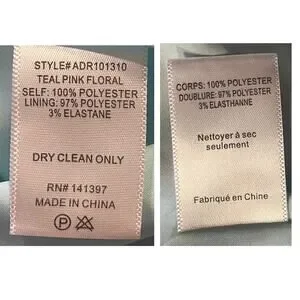 STYLE# ADR101310
TEAL PINK FLORAL
SELF: 100% POLYESTER
LINING: 97% POLYESTER
3% ELASTANE
DRY CLEAN ONLY
RN# 141397
MADE IN CHINA
P
CORPS: 100% POLYESTER
DOUBLURE: 97% POLYESTER
3% ELASTHANNE
Nettoyer à sec
seulement
Fabriqué en Chine